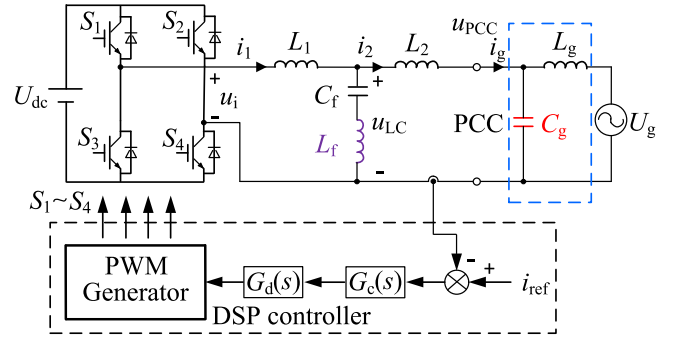 S1 S2 i1 L1 i2 L2 uPCC ig Lg
Udc + ui - Cf + uLC Lf - PCC Cg Ug
S3 S4
S1~S4
PWM Generator
Gd(s) Gc(s) - + iref
DSP controller